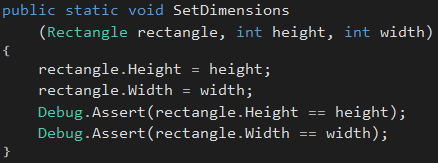 public static void SetDimensions
(Rectangle rectangle, int height, int width)
{
rectangle.Height = height;
rectangle.Width = width;
Debug.Assert(rectangle.Height == height);
Debug.Assert(rectangle.Width == width);
}